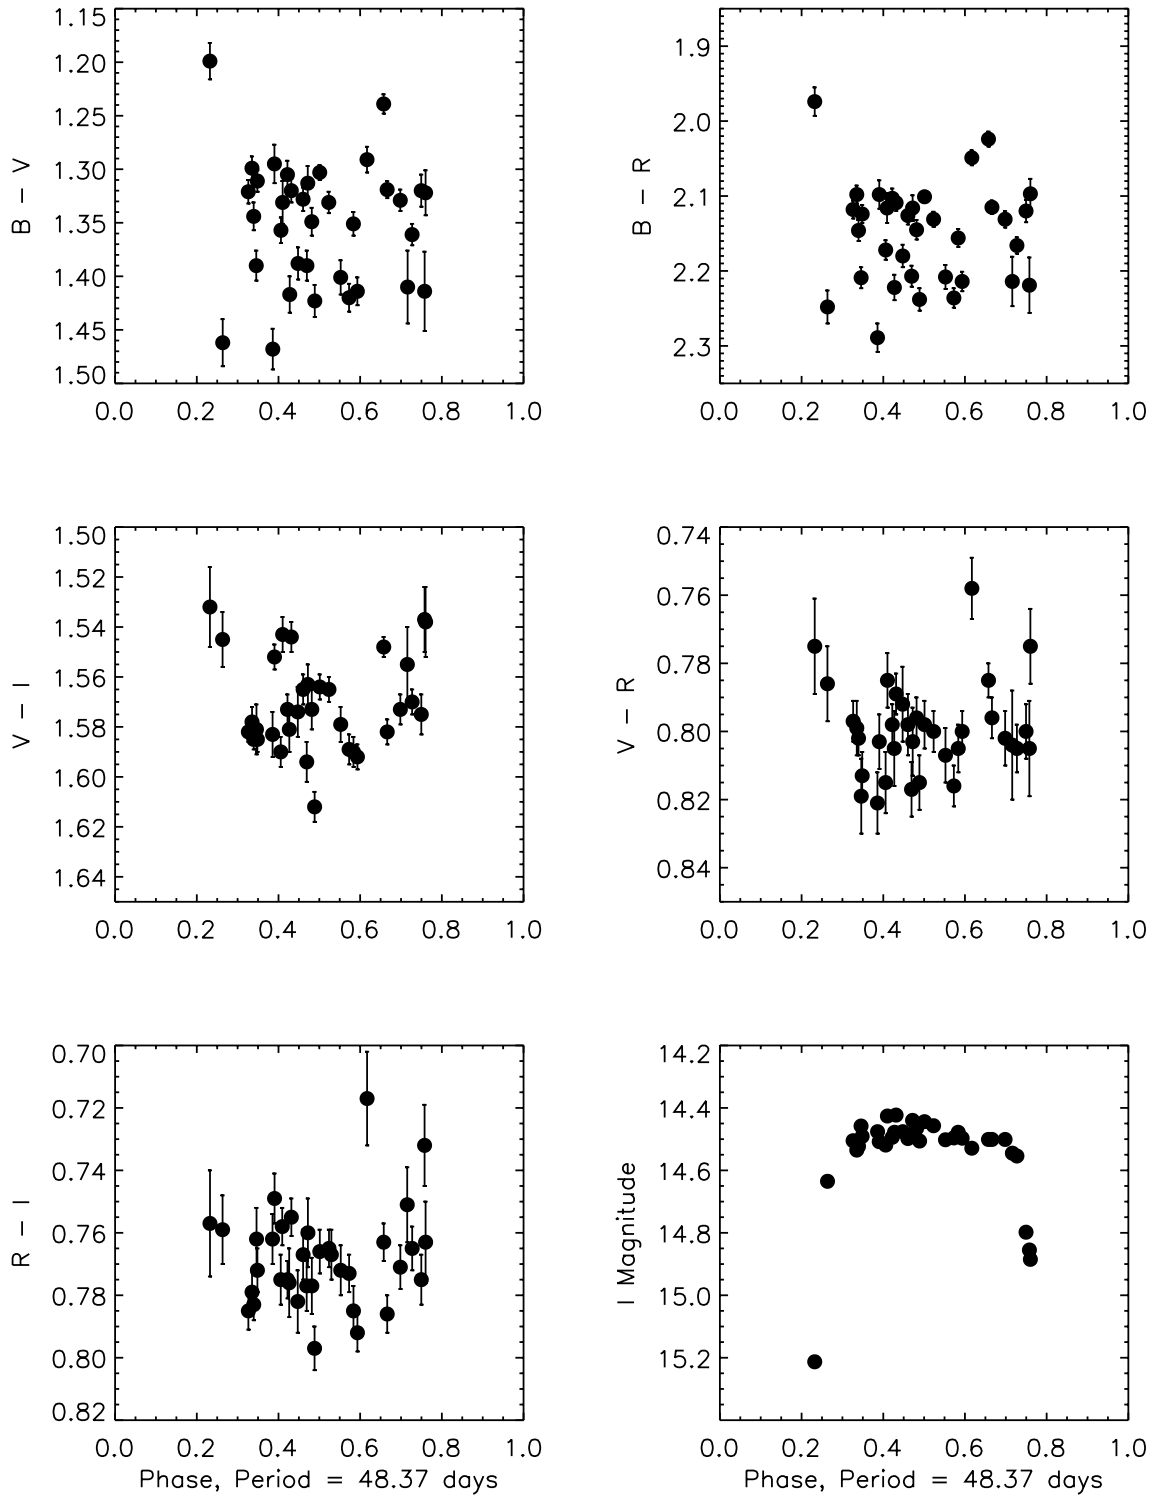 1.15
1.20
1.25
1.30
1.35
1.40
1.45
1.50
B − V
0.0 0.2 0.4 0.6 0.8 1.0
1.9
2.0
2.1
2.2
2.3
B − R
0.0 0.2 0.4 0.6 0.8 1.0
1.50
1.52
1.54
1.56
1.58
1.60
1.62
1.64
V − I
0.0 0.2 0.4 0.6 0.8 1.0
0.74
0.76
0.78
0.80
0.82
0.84
V − R
0.0 0.2 0.4 0.6 0.8 1.0
0.70
0.72
0.74
0.76
0.78
0.80
0.82
R − I
0.0 0.2 0.4 0.6 0.8 1.0
Phase, Period = 48.37 days
14.2
14.4
14.6
14.8
15.0
15.2
I Magnitude
0.0 0.2 0.4 0.6 0.8 1.0
Phase, Period = 48.37 days